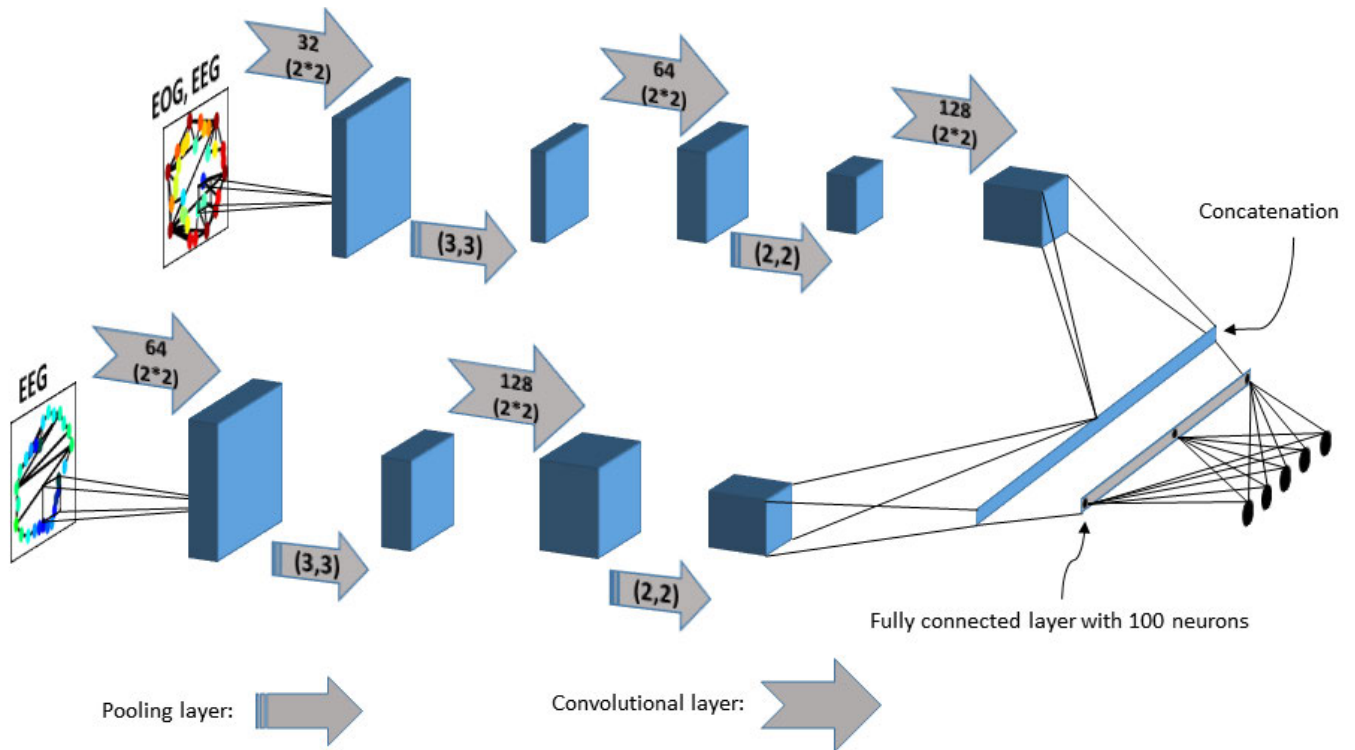 EOG, EEG
32
(2*2)
(3,3)
64
(2*2)
(2,2)
128
(2*2)
Concatenation
EEG
64
(2*2)
(3,3)
128
(2*2)
(2,2)
Fully connected layer with 100 neurons
Pooling layer:
Convolutional layer: